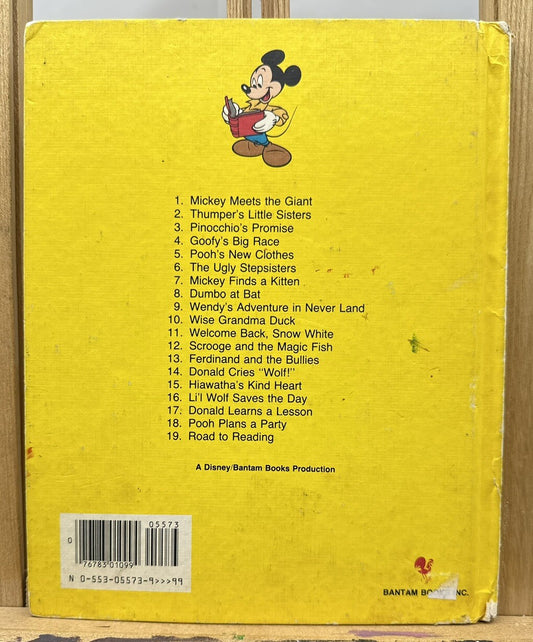 1. Mickey Meets the Giant
2. Thumper's Little Sisters
3. Pinocchio's Promise
4. Goofy's Big Race
5. Pooh's New Clothes
6. The Ugly Stepsisters
7. Mickey Finds a Kitten
8. Dumbo at Bat
9. Wendy's Adventure in Never Land
10. Wise Grandma Duck
11. Welcome Back, Snow White
12. Scrooge and the Magic Fish
13. Ferdinand and the Bullies
14. Donald Cries "Wolf!"
15. Hiawatha's Kind Heart
16. Li'l Wolf Saves the Day
17. Donald Learns a Lesson
18. Pooh Plans a Party
19. Road to Reading
A Disney/Bantam Books Production
05573
0
76783 01099
N 0-553-05573-9>>>99
BANTAM INC.